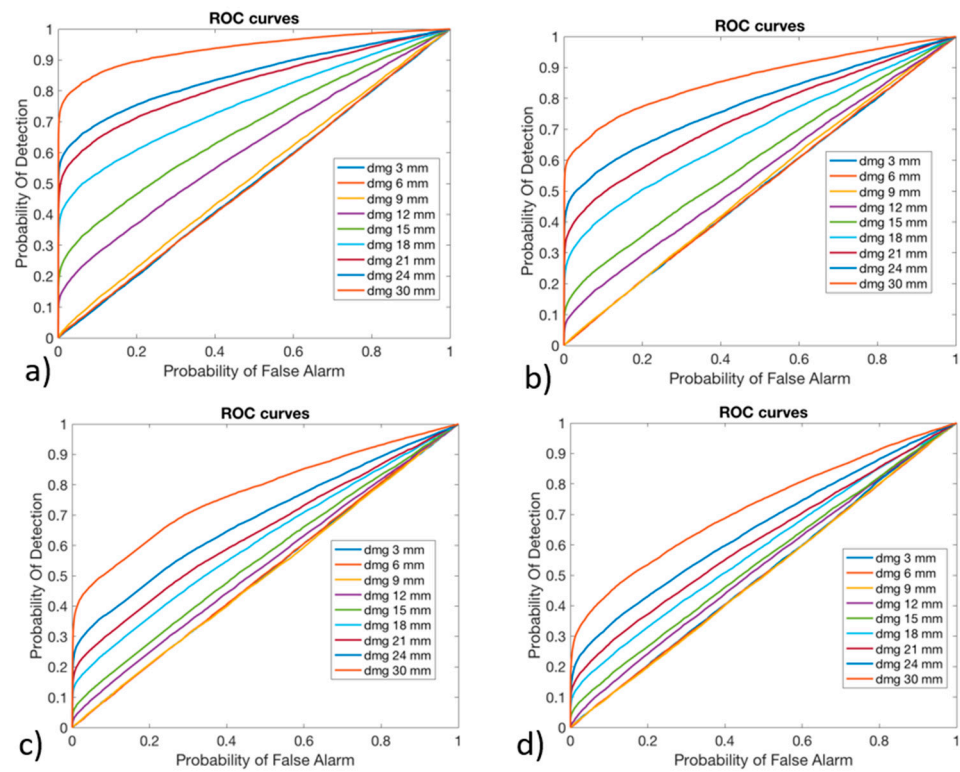 ROC curves
1
0.9
0.8
0.7
0.6
0.5
0.4
0.3
0.2
0.1
0
Probability Of Detection
dmg 3 mm
dmg 6 mm
dmg 9 mm
dmg 12 mm
dmg 15 mm
dmg 18 mm
dmg 21 mm
dmg 24 mm
dmg 30 mm
0 0.2 0.4 0.6 0.8 1
Probability of False Alarm
a)
ROC curves
1
0.9
0.8
0.7
0.6
0.5
0.4
0.3
0.2
0.1
0
Probability Of Detection
dmg 3 mm
dmg 6 mm
dmg 9 mm
dmg 12 mm
dmg 15 mm
dmg 18 mm
dmg 21 mm
dmg 24 mm
dmg 30 mm
0 0.2 0.4 0.6 0.8 1
Probability of False Alarm
b)
ROC curves
1
0.9
0.8
0.7
0.6
0.5
0.4
0.3
0.2
0.1
0
Probability Of Detection
dmg 3 mm
dmg 6 mm
dmg 9 mm
dmg 12 mm
dmg 15 mm
dmg 18 mm
dmg 21 mm
dmg 24 mm
dmg 30 mm
0 0.2 0.4 0.6 0.8 1
Probability of False Alarm
c)
ROC curves
1
0.9
0.8
0.7
0.6
0.5
0.4
0.3
0.2
0.1
0
Probability Of Detection
dmg 3 mm
dmg 6 mm
dmg 9 mm
dmg 12 mm
dmg 15 mm
dmg 18 mm
dmg 21 mm
dmg 24 mm
dmg 30 mm
0 0.2 0.4 0.6 0.8 1
Probability of False Alarm
d)